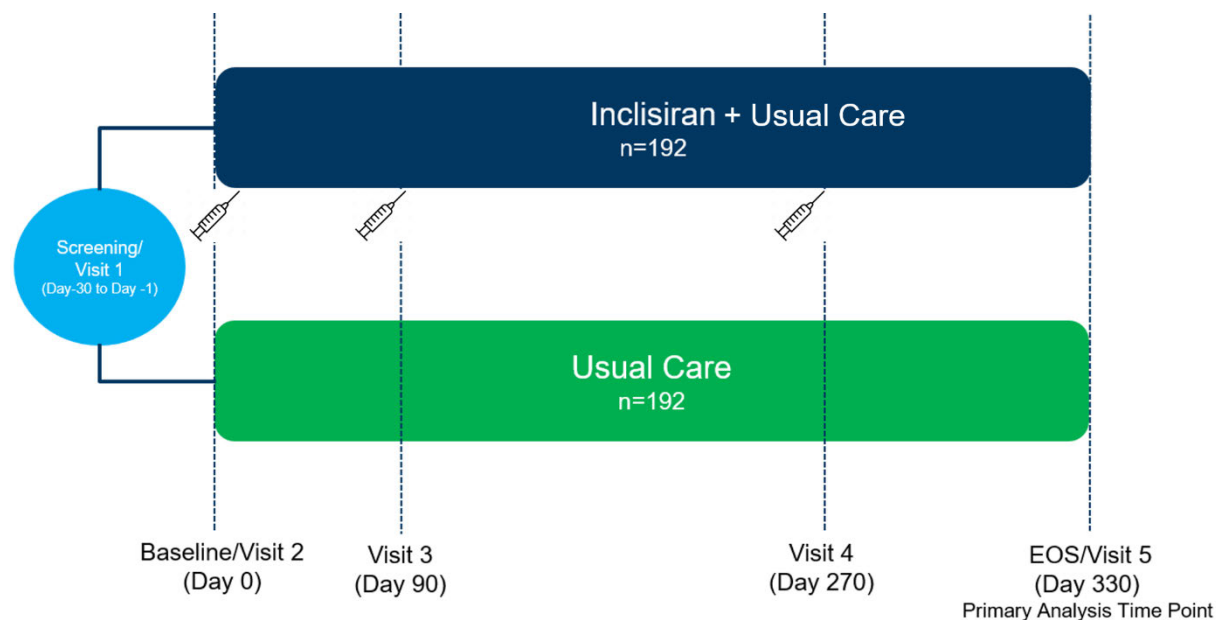 Inclisiran + Usual Care
n=192
Screening/
Visit 1
(Day-30 to Day -1)
Usual Care
n=192
Baseline/Visit 2
(Day 0)
Visit 3
(Day 90)
Visit 4
(Day 270)
EOS/Visit 5
(Day 330)
Primary Analysis Time Point